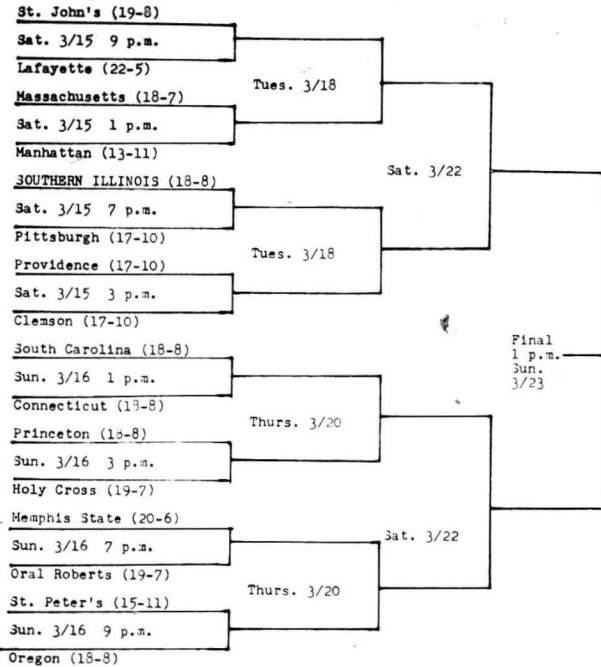 St. John's (19-8)
Sat. 3/15 9 p.m.
Lafayette (22-5)
Massachusetts (18-7)
Sat. 3/15 1 p.m.
Manhattan (13-11)
SOUTHERN ILLINOIS (18-8)
Sat. 3/15 7 p.m.
Pittsburgh (17-10)
Providence (17-10)
Sat. 3/15 3 p.m.
Clemson (17-10)
South Carolina (18-8)
Sun. 3/16 1 p.m.
Connecticut (18-8)
Princeton (18-8)
Sun. 3/16 3 p.m.
Holy Cross (19-7)
Memphis State (20-6)
Sun. 3/16 7 p.m.
Oral Roberts (19-7)
St. Peter's (15-11)
Sun. 3/16 9 p.m.
Oregon (18-8)
Tues. 3/18
Tues. 3/18
Thurs. 3/20
Thurs. 3/20
Sat. 3/22
Sat. 3/22
Final
1 p.m.
Sun.
3/23